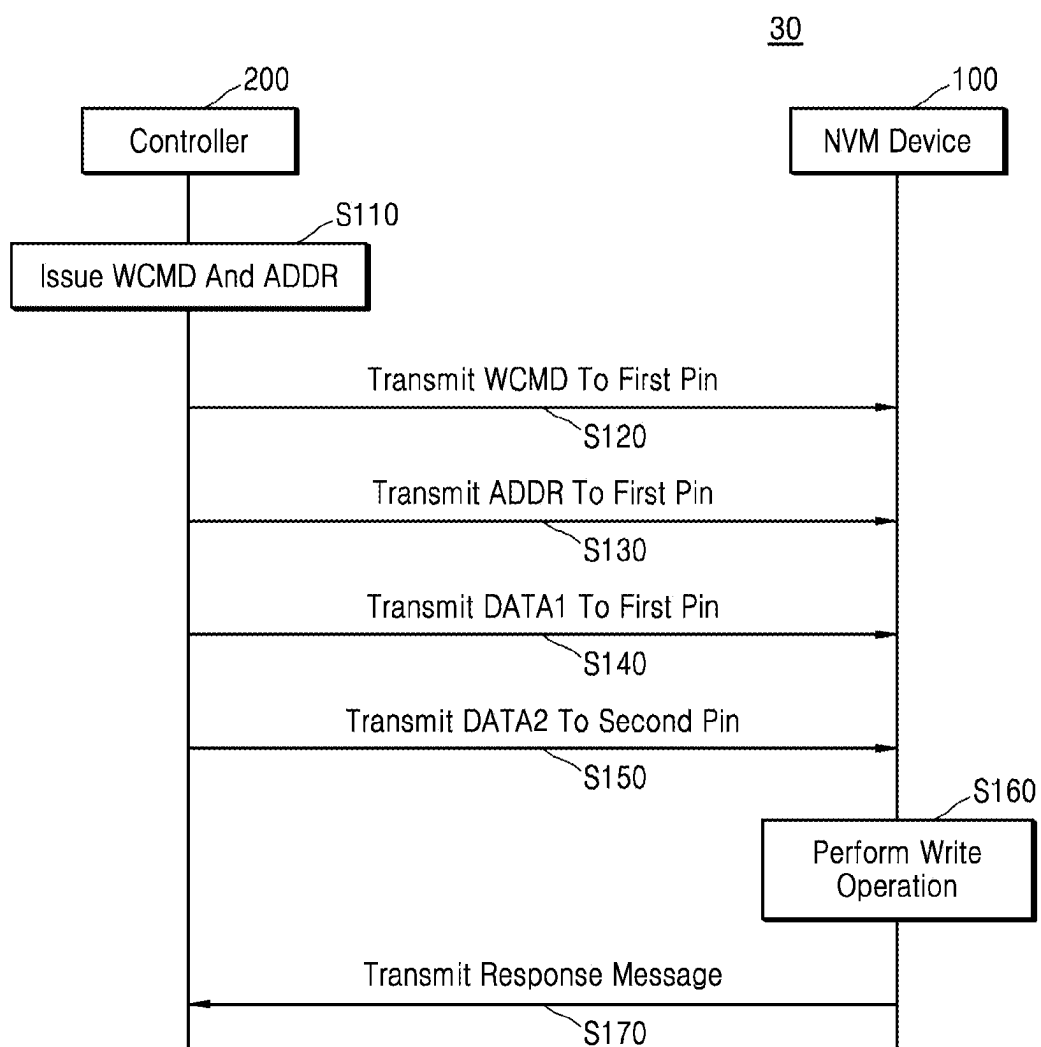 30
200
100
Controller
NVM Device
S110
Issue WCMD And ADDR
Transmit WCMD To First Pin
S120
Transmit ADDR To First Pin
S130
Transmit DATA1 To First Pin
S140
Transmit DATA2 To Second Pin
S150
S160
Perform Write
Operation
Transmit Response Message
S170